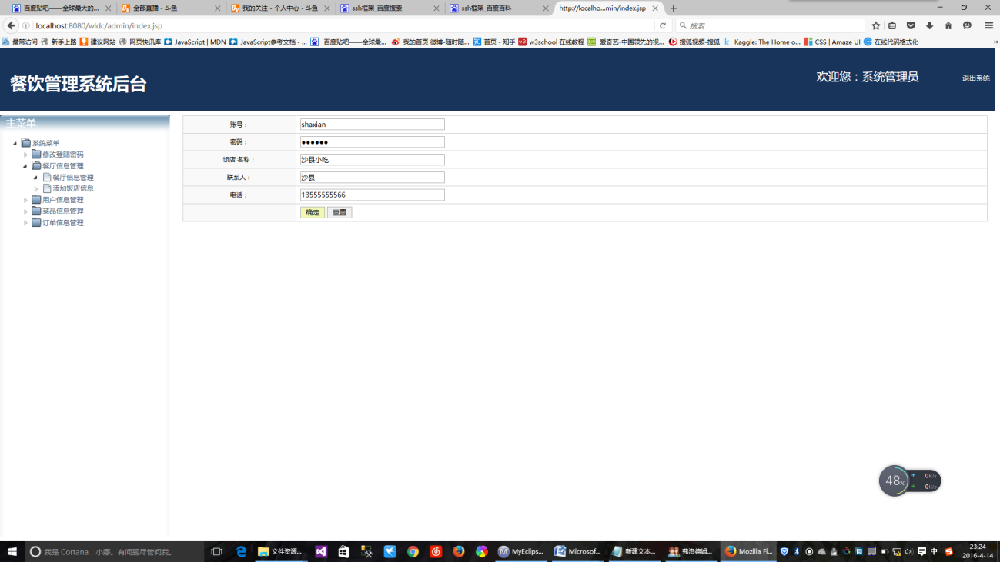 百度贴吧——全球最大的... 全部直播 - 斗鱼 我的关注 - 个人中心 - 斗鱼 ssh框架_百度搜索 ssh框架_百度百科 http://localho...min/index.jsp
localhost:8080/wldc/admin/index.jsp 搜索
最常访问 新手上路 建议网站 网页快讯库 JavaScript | MDN JavaScript参考文档 - ... 百度贴吧——全球最... 我的首页 微博-随时随... 首页 - 知乎 w3school 在线教程 爱奇艺-中国领先的视... 搜狐视频-搜狐 Kaggle: The Home o... CSS | Amaze UI 在线代码格式化
餐饮管理系统后台
欢迎您：系统管理员
退出系统
主菜单
系统菜单
修改登陆密码
餐厅信息管理
餐厅信息管理
添加饭店信息
用户信息管理
菜品信息管理
订单信息管理
账号： shaxian
密码： ●●●●●●
饭店 名称： 沙县小吃
联系人： 沙县
电话： 13555555566
确定 重置
48% 0K/s
0K/s
我是 Cortana，小娜。有问题尽管问我。 文件资源... MyEclips... Microsof... 新建文本... 弗洛德姆... Mozilla Fi... 中 23:24
2016-4-14